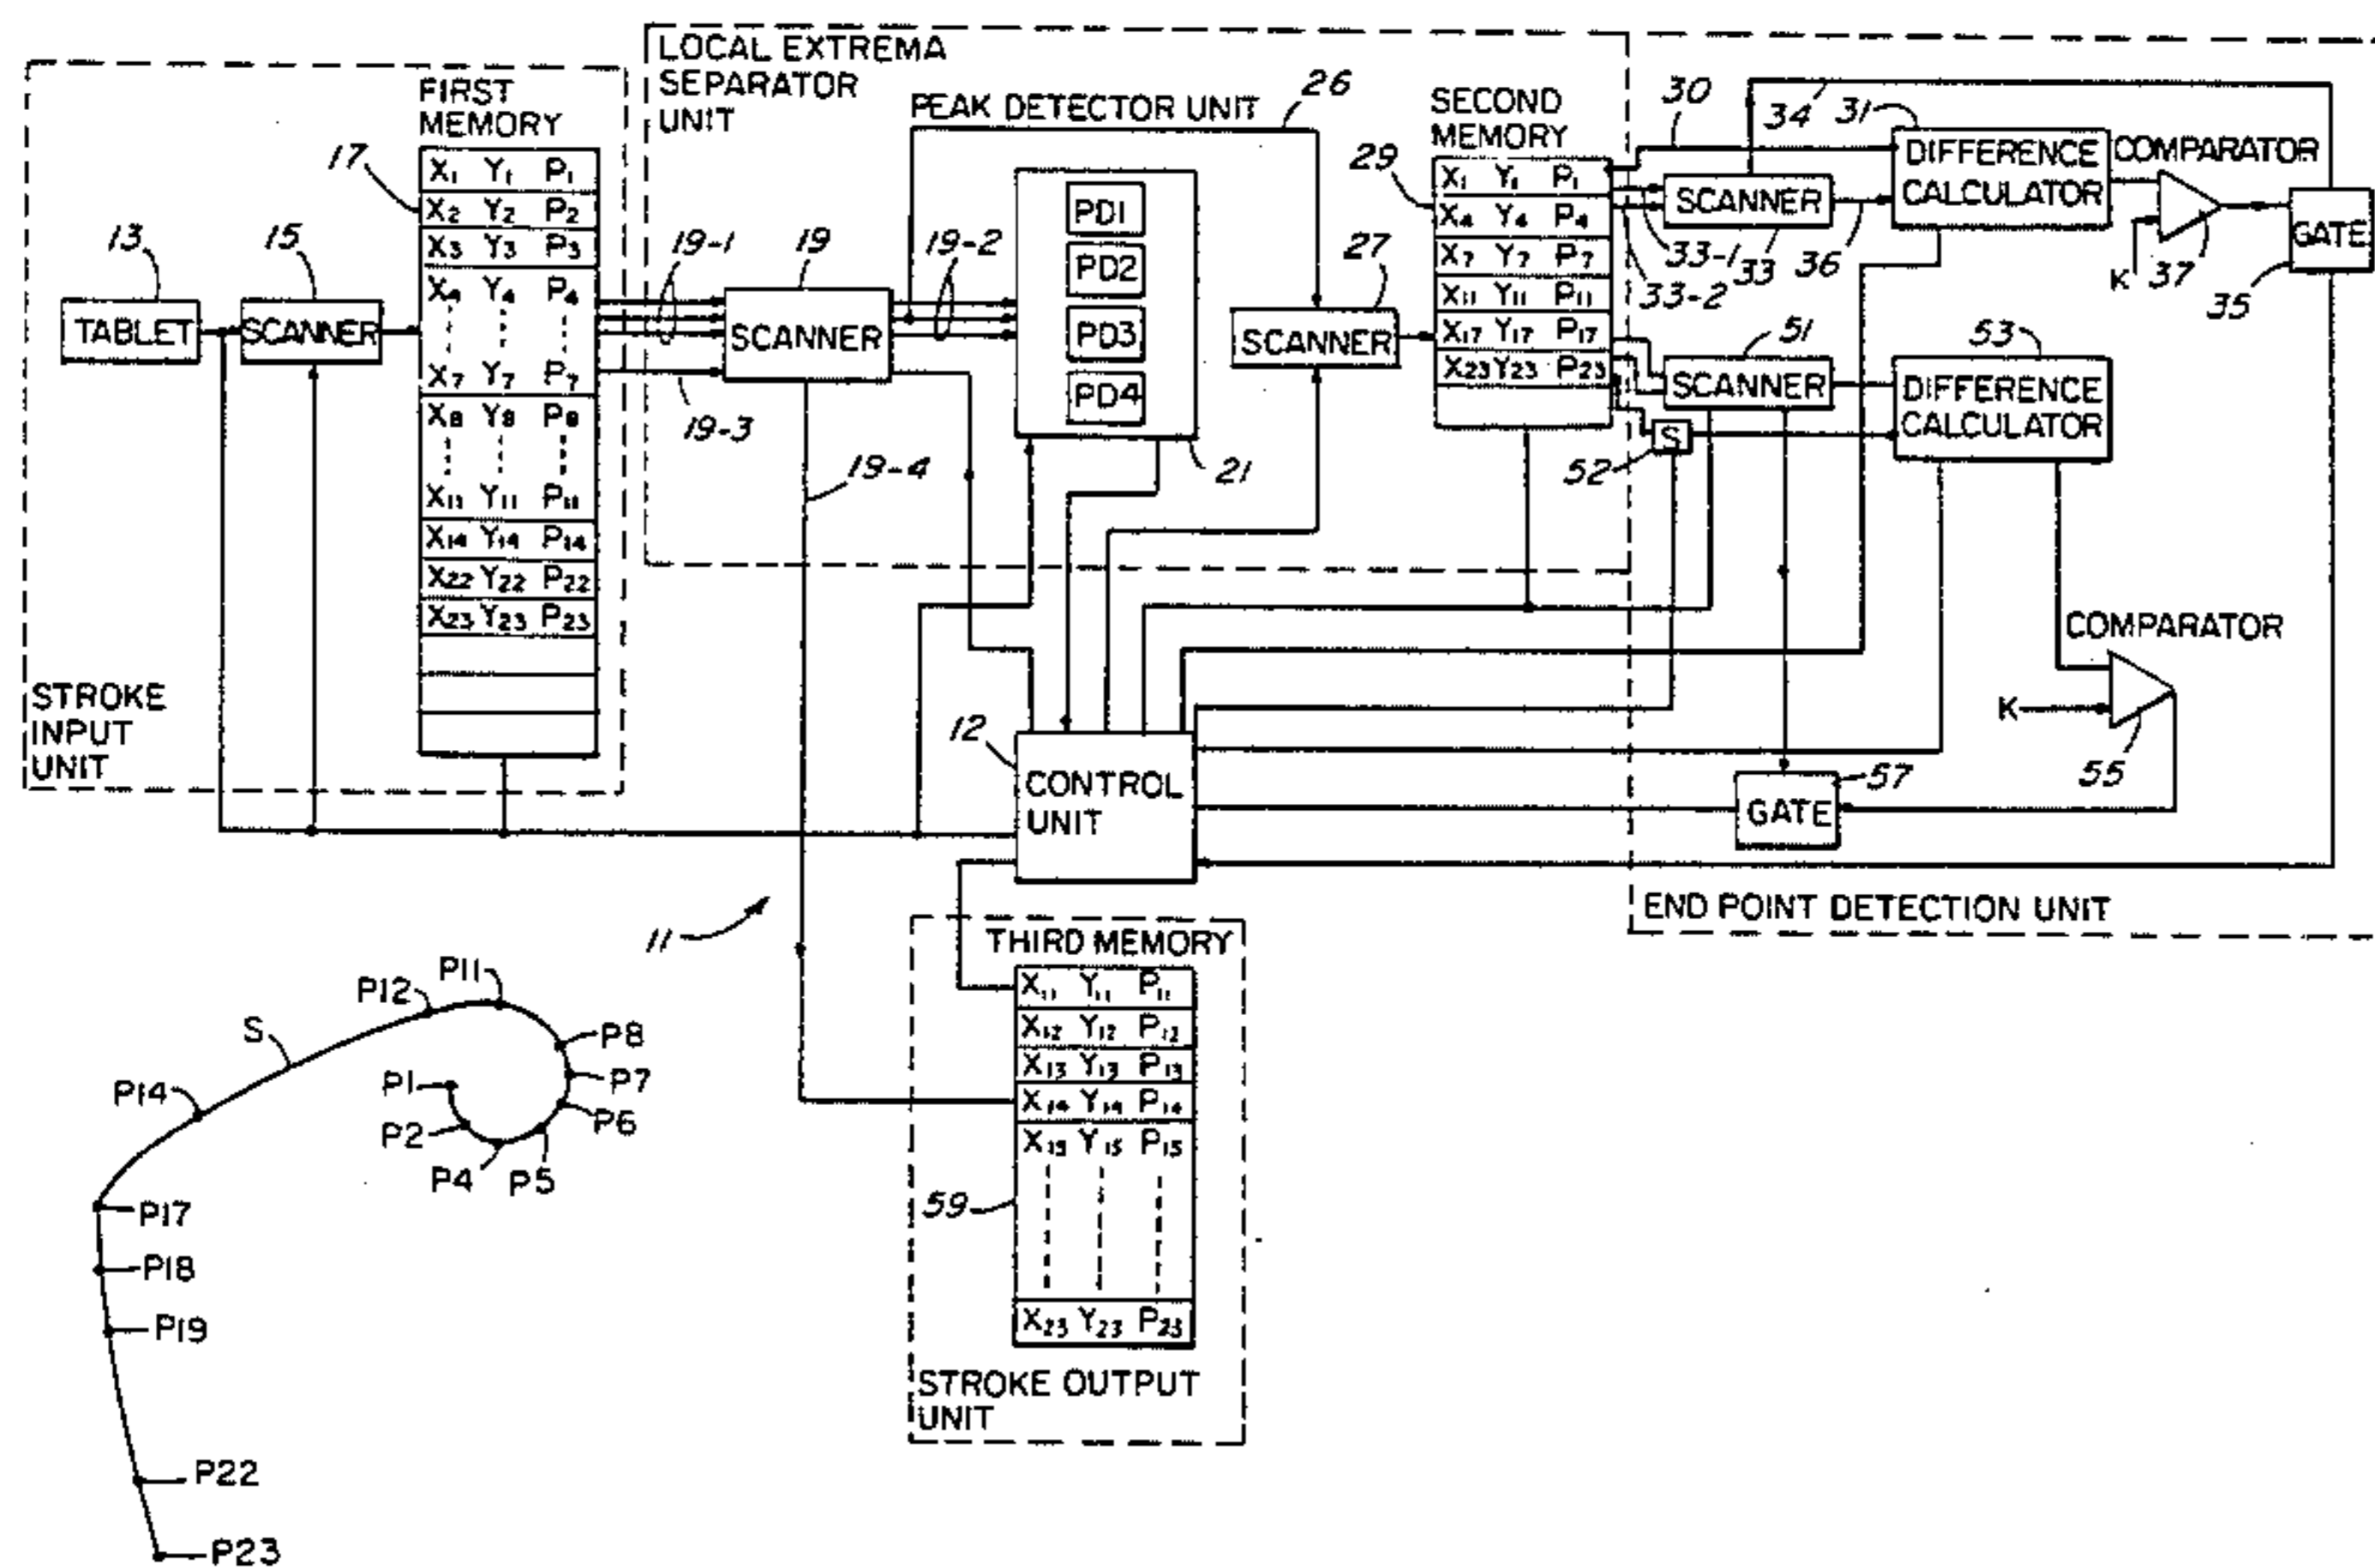 LOCAL EXTREMA
SEPARATOR
UNIT
FIRST
MEMORY
PEAK DETECTOR UNIT
26
SECOND
MEMORY
30
34
31
17
29
X₁ Y₁ P₁
X₂ Y₂ P₂
X₃ Y₃ P₃
X₄ Y₄ P₄
X₇ Y₇ P₇
X₈ Y₈ P₈
X₁₁ Y₁₁ P₁₁
X₁₄ Y₁₄ P₁₄
X₂₂ Y₂₂ P₂₂
X₂₃ Y₂₃ P₂₃
13
TABLET
15
SCANNER
STROKE
INPUT
UNIT
19-1
19
SCANNER
19-2
19-3
19-4
PD1
PD2
PD3
PD4
21
27
SCANNER
X₁ Y₁ P₁
X₄ Y₄ P₄
X₇ Y₇ P₇
X₁₁ Y₁₁ P₁₁
X₁₇ Y₁₇ P₁₇
X₂₃ Y₂₃ P₂₃
SCANNER
33-1
33
33-2
36
DIFFERENCE
CALCULATOR
COMPARATOR
K
37
GATE
35
51
SCANNER
S
52
53
DIFFERENCE
CALCULATOR
COMPARATOR
K
55
57
GATE
12
CONTROL
UNIT
END POINT DETECTION UNIT
11
THIRD MEMORY
X₁₁ Y₁₁ P₁₁
X₁₂ Y₁₂ P₁₂
X₁₃ Y₁₃ P₁₃
X₁₄ Y₁₄ P₁₄
X₁₅ Y₁₅ P₁₅
X₂₃ Y₂₃ P₂₃
59
STROKE OUTPUT
UNIT
P11
P12
S
P8
P7
P1
P14
P6
P2
P4
P5
P17
P18
P19
P22
P23